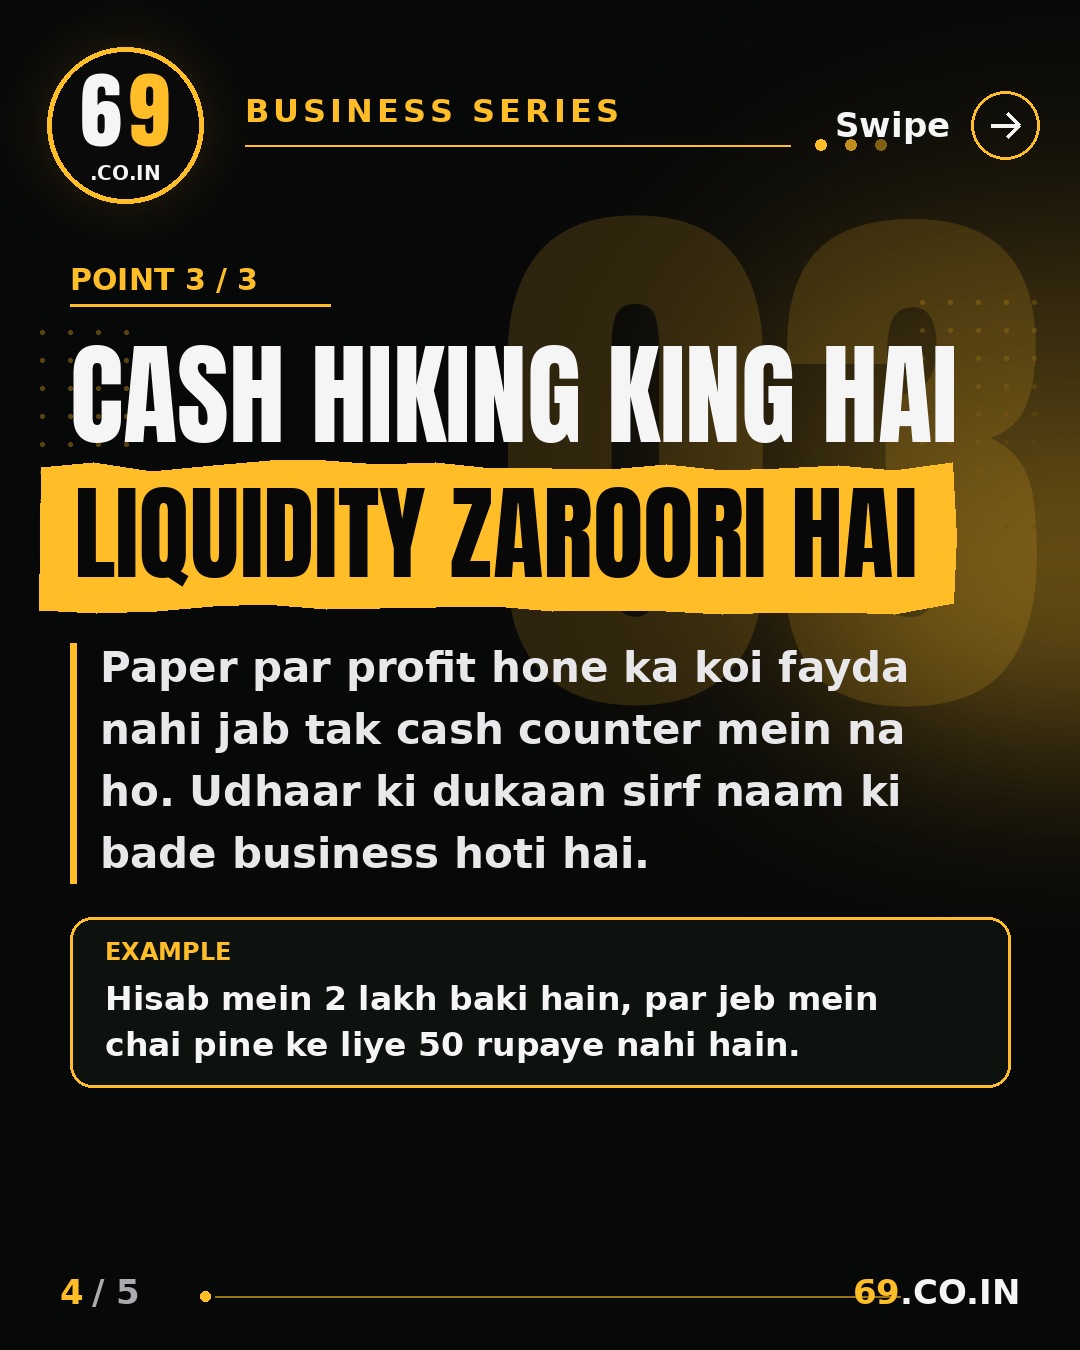 69
.CO.IN
BUSINESS SERIES
Swipe
POINT 3 / 3
03
CASH HIKING KING HAI
LIQUIDITY ZAROORI HAI
Paper par profit hone ka koi fayda
nahi jab tak cash counter mein na
ho. Udhaar ki dukaan sirf naam ki
bade business hoti hai.
EXAMPLE
Hisab mein 2 lakh baki hain, par jeb mein
chai pine ke liye 50 rupaye nahi hain.
4 / 5
69.CO.IN